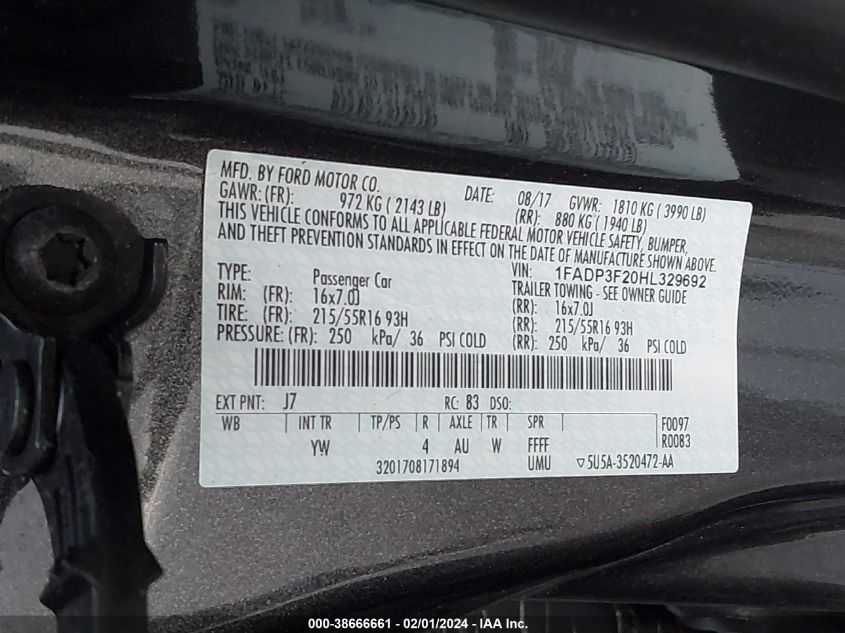 MFD. BY FORD MOTOR CO. DATE: 08/17 GVWR: 1810 KG ( 3990 LB)
GAWR: (FR): 972 KG ( 2143 LB) (RR): 880 KG ( 1940 LB)
THIS VEHICLE CONFORMS TO ALL APPLICABLE FEDERAL MOTOR VEHICLE SAFETY, BUMPER,
AND THEFT PREVENTION STANDARDS IN EFFECT ON THE DATE OF MANUFACTURE SHOWN ABOVE.
VIN: 1FADP3F20HL329692
TYPE: Passenger Car TRAILER TOWING - SEE OWNER GUIDE
RIM: (FR): 16x7.0J (RR): 16x7.0J
TIRE: (FR): 215/55R16 93H (RR): 215/55R16 93H
PRESSURE: (FR): 250 kPa/ 36 PSI COLD (RR): 250 kPa/ 36 PSI COLD
EXT PNT: J7 RC: 83 DSO:
WB INT TR TP/PS R AXLE TR SPR F0097
YW 4 AU W FFFF R0083
3201708171894 UMU ▽5U5A-3520472-AA
000-38666661 - 02/01/2024 - IAA Inc.